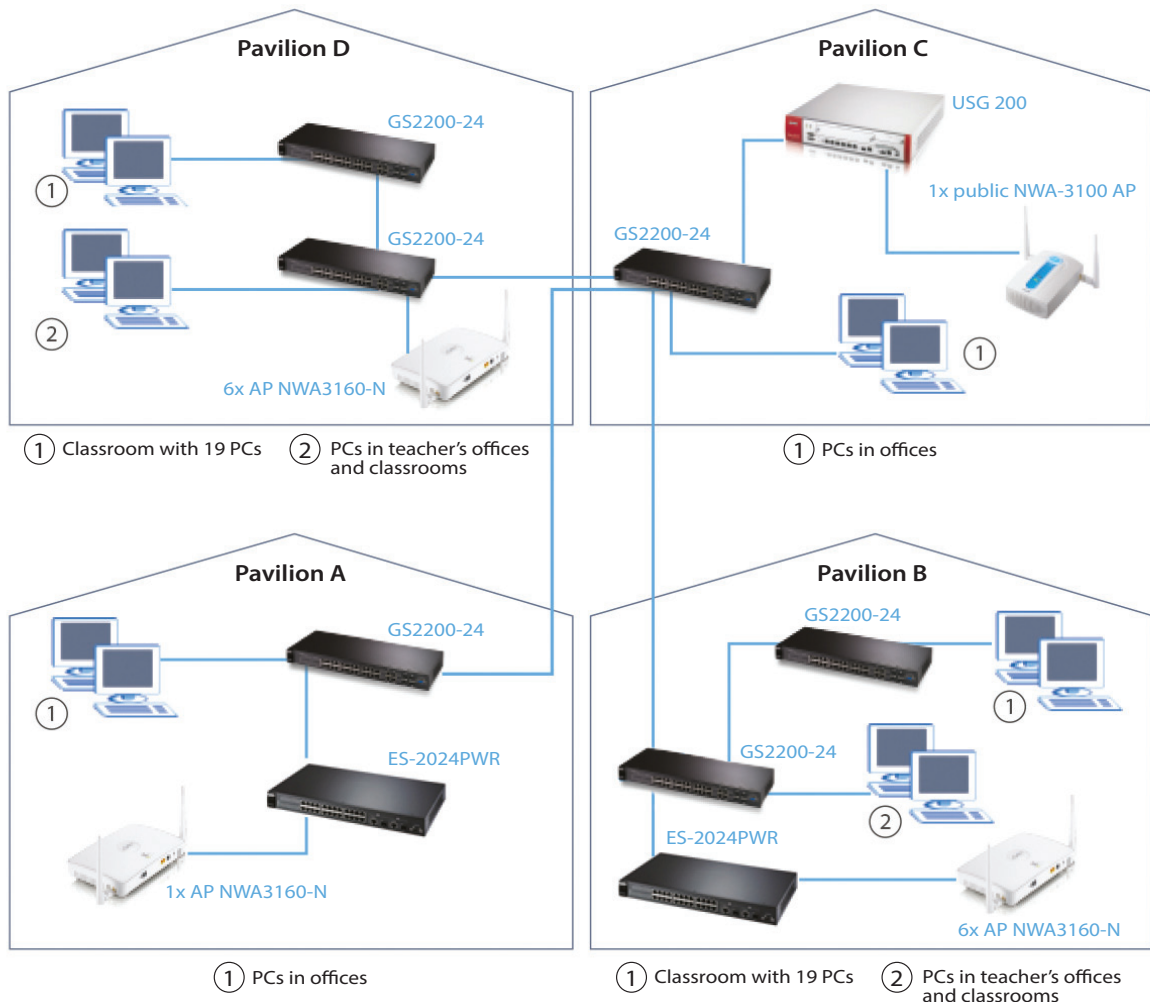 Pavilion D
GS2200-24
1
GS2200-24
2
6x AP NWA3160-N
1 Classroom with 19 PCs
2 PCs in teacher's offices
and classrooms
Pavilion C
USG 200
1x public NWA-3100 AP
GS2200-24
1
1 PCs in offices
Pavilion A
GS2200-24
1
ES-2024PWR
1x AP NWA3160-N
1 PCs in offices
Pavilion B
GS2200-24
1
GS2200-24
2
ES-2024PWR
6x AP NWA3160-N
1 Classroom with 19 PCs
2 PCs in teacher's offices
and classrooms